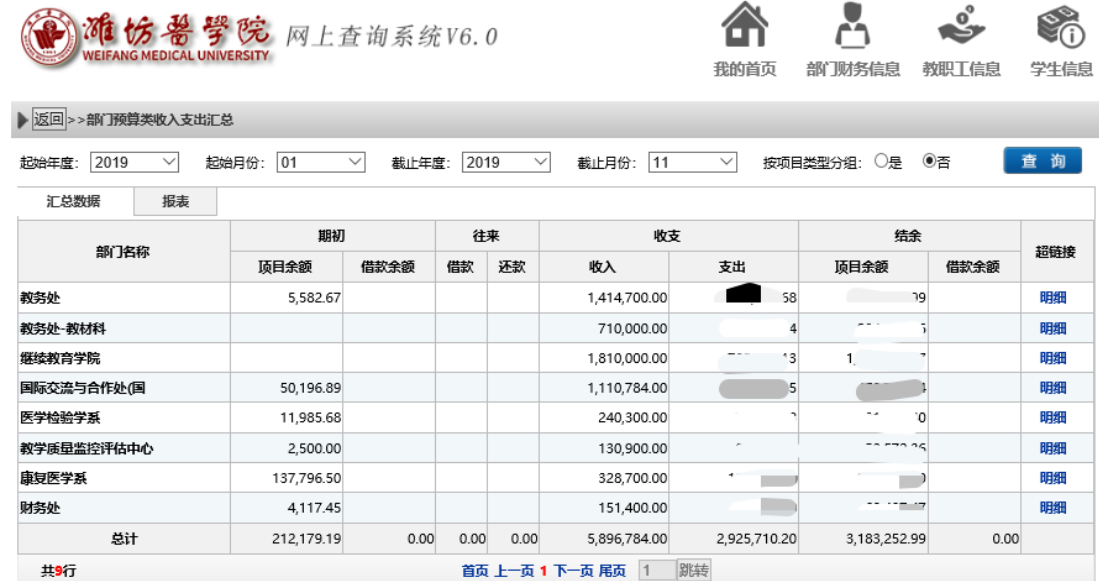 濰坊醫學院 网上查询系统V6.0
WEIFANG MEDICAL UNIVERSITY
我的首页 部门财务信息 教职工信息 学生信息
返回>>部门预算类收入支出汇总
起始年度: 2019 起始月份: 01 截止年度: 2019 截止月份: 11 按项目类型分组: 是 否 查 询
汇总数据 报表
部门名称 期初 往来 收支 结余 超链接
项目余额 借款余额 借款 还款 收入 支出 项目余额 借款余额
教务处 5,582.67 1,414,700.00 明细
教务处-教材科 710,000.00 明细
继续教育学院 1,810,000.00 明细
国际交流与合作处(国 50,196.89 1,110,784.00 明细
医学检验学系 11,985.68 240,300.00 明细
教学质量监控评估中心 2,500.00 130,900.00 明细
康复医学系 137,796.50 328,700.00 明细
财务处 4,117.45 151,400.00 明细
总计 212,179.19 0.00 0.00 0.00 5,896,784.00 2,925,710.20 3,183,252.99 0.00
共9行 首页 上一页 1 下一页 尾页 1 跳转